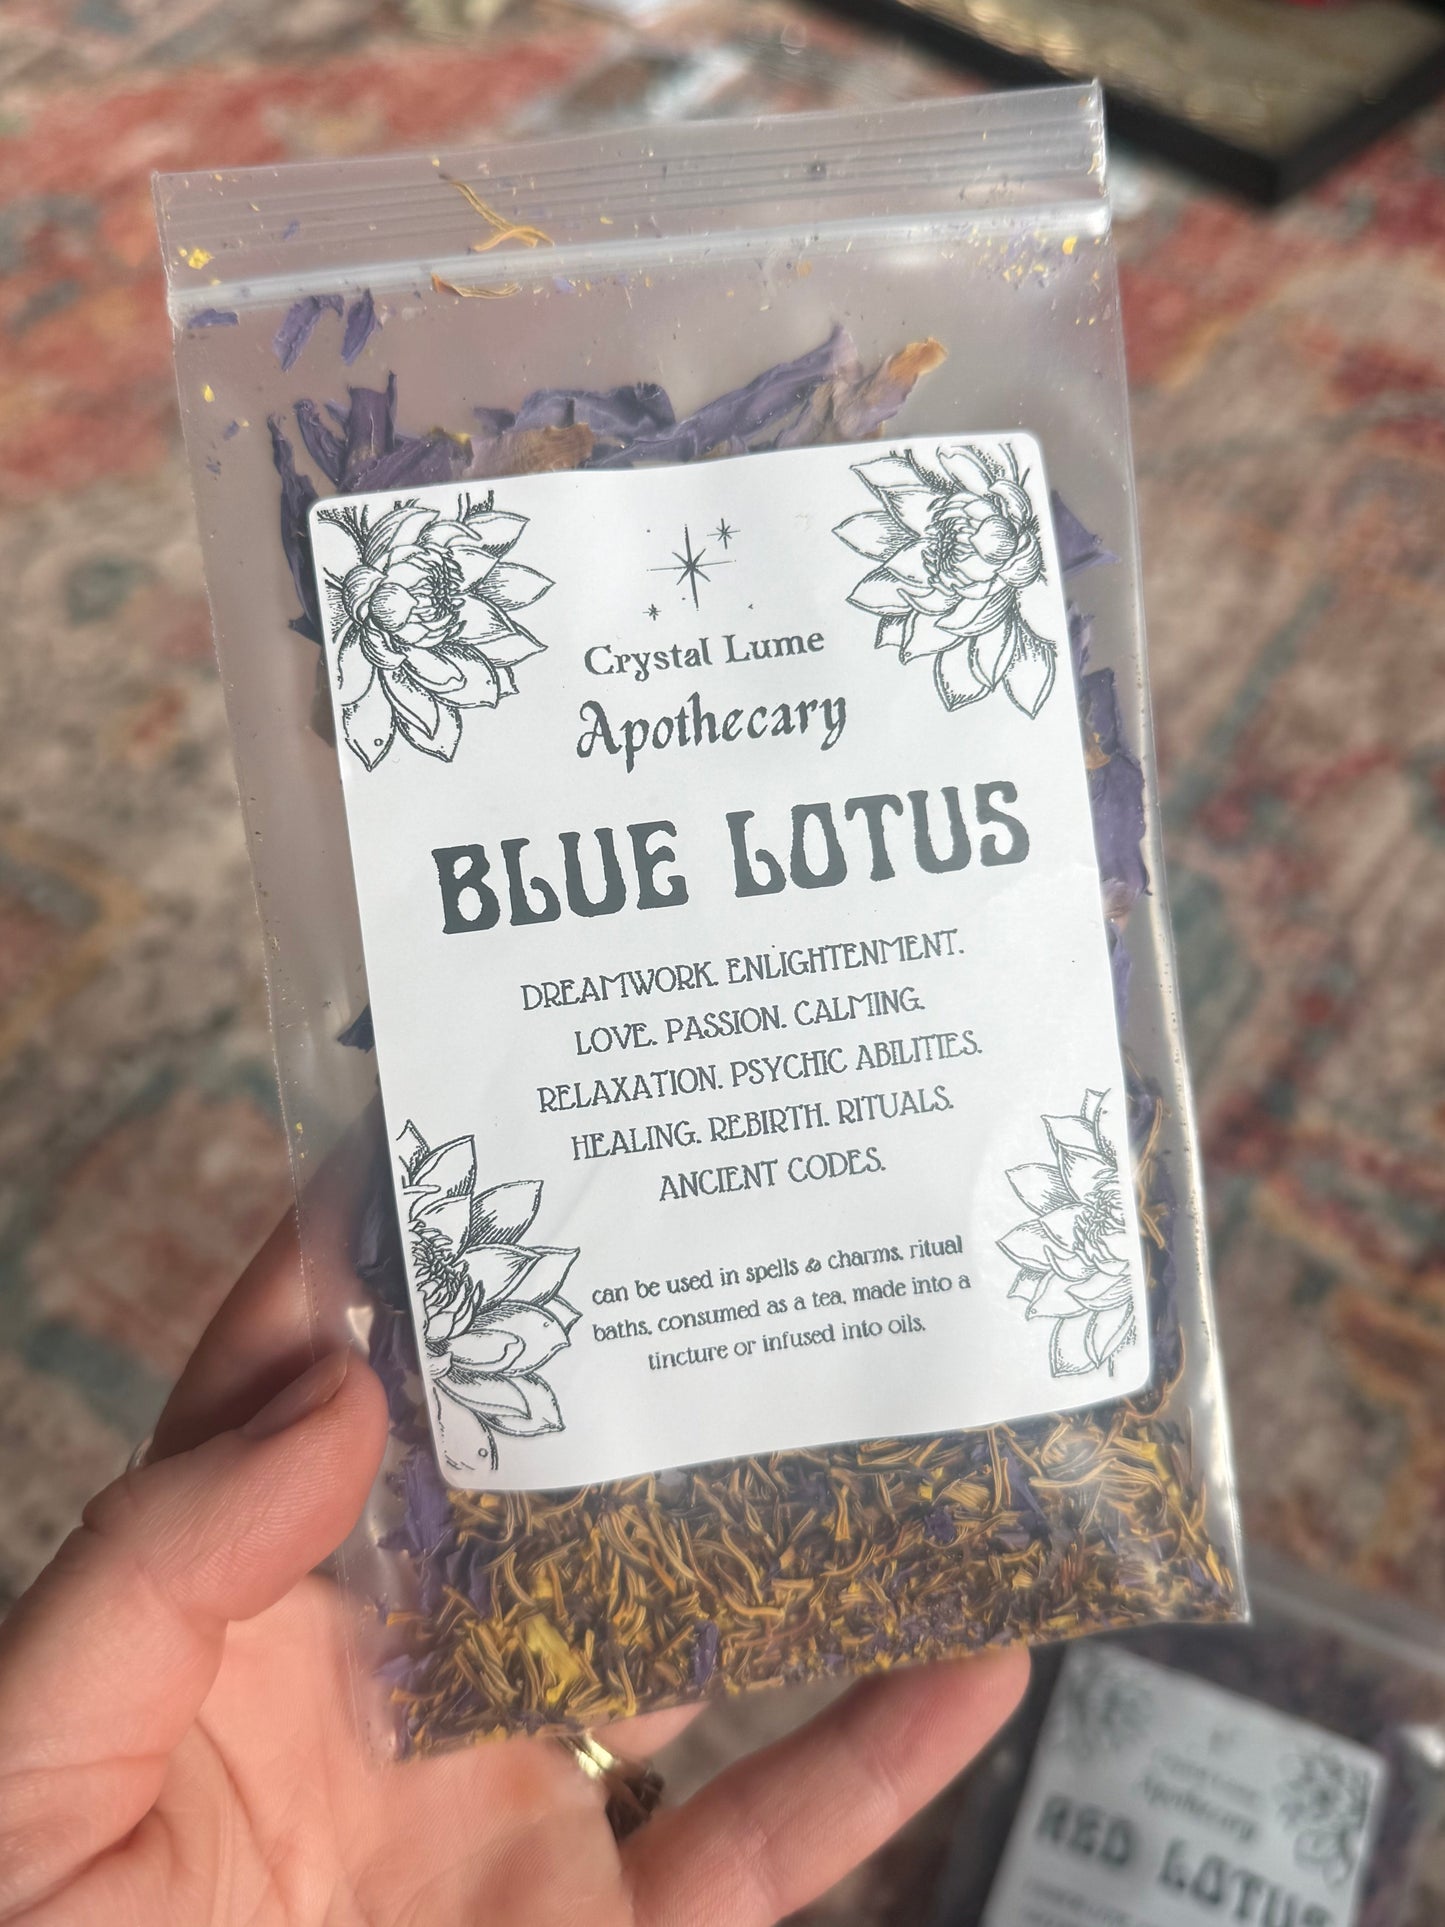 Crystal Lume
Apothecary
BLUE LOTUS
DREAMWORK. ENLIGHTENMENT.
LOVE. PASSION. CALMING.
RELAXATION. PSYCHIC ABILITIES.
HEALING. REBIRTH. RITUALS.
ANCIENT CODES.
can be used in spells & charms, ritual
baths, consumed as a tea, made into a
tincture or infused into oils.
Apothecary
RED LOTUS